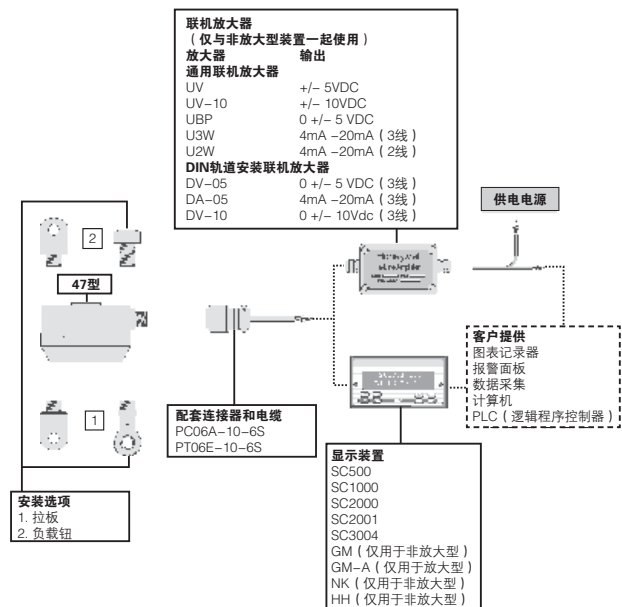 联机放大器
（仅与非放大型装置一起使用）
放大器 输出
通用联机放大器
UV +/– 5VDC
UV–10 +/– 10VDC
UBP 0 +/– 5 VDC
U3W 4mA –20mA（3线）
U2W 4mA –20mA（2线）
DIN轨道安装联机放大器
DV–05 0 +/– 5 VDC（3线）
DA–05 4mA –20mA（3线）
DV–10 0 +/– 10Vdc（3线）
供电电源
2
47型
1
安装选项
1. 拉板
2. 负载钮
配套连接器和电缆
PC06A–10–6S
PT06E–10–6S
客户提供
图表记录器
报警面板
数据采集
计算机
PLC（逻辑程序控制器）
显示装置
SC500
SC1000
SC2000
SC2001
SC3004
GM（仅用于非放大型）
GM–A（仅用于放大型）
NK（仅用于非放大型）
HH（仅用于非放大型）